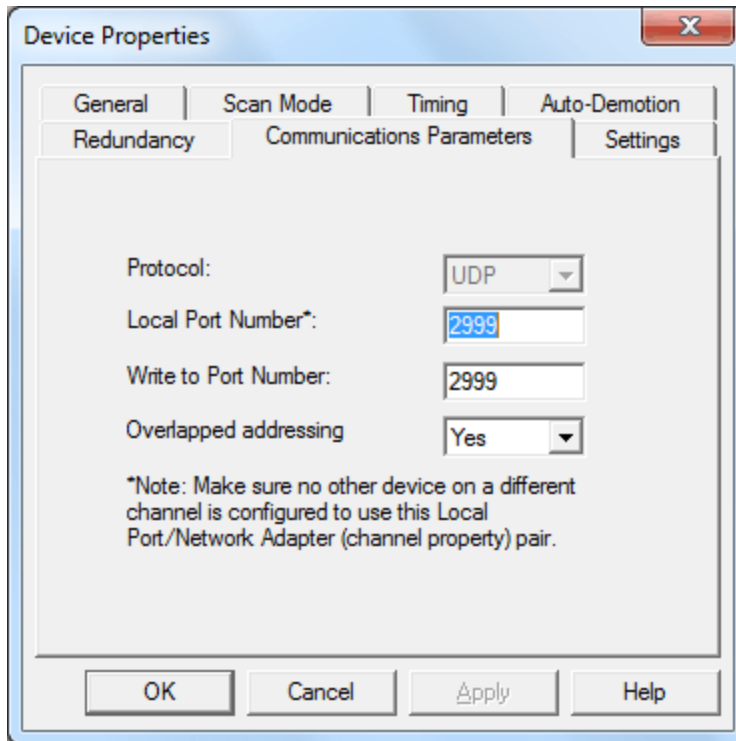 Device Properties
General Scan Mode Timing Auto-Demotion
Redundancy Communications Parameters Settings
Protocol: UDP
Local Port Number*: 2999
Write to Port Number: 2999
Overlapped addressing Yes
*Note: Make sure no other device on a different
channel is configured to use this Local
Port/Network Adapter (channel property) pair.
OK Cancel Apply Help